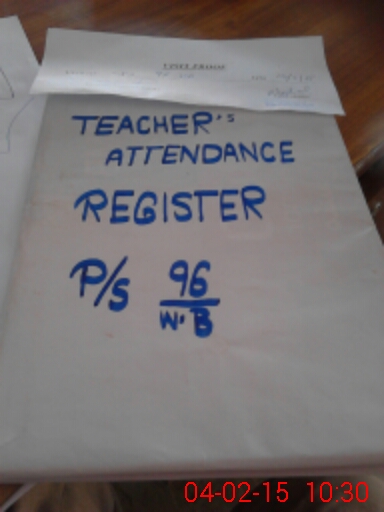 TEACHER's
ATTENDANCE
REGISTER
P/S 96
W.B
04-02-15 10:30